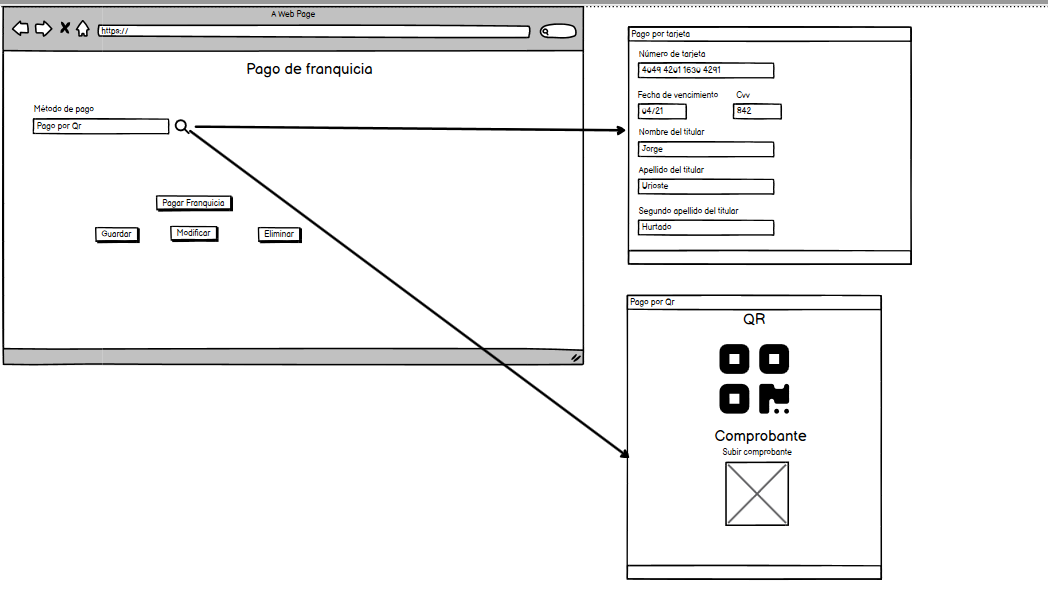 A Web Page
https://
Pago de franquicia
Método de pago
Pago por Qr
Pagar Franquicia
Guardar
Modificar
Eliminar
Pago por tarjeta
Número de tarjeta
4049 4201 1630 4291
Fecha de vencimiento
Cvv
04/21
842
Nombre del titular
Jorge
Apellido del titular
Urioste
Segundo apellido del titular
Hurtado
Pago por Qr
QR
Comprobante
Subir comprobante